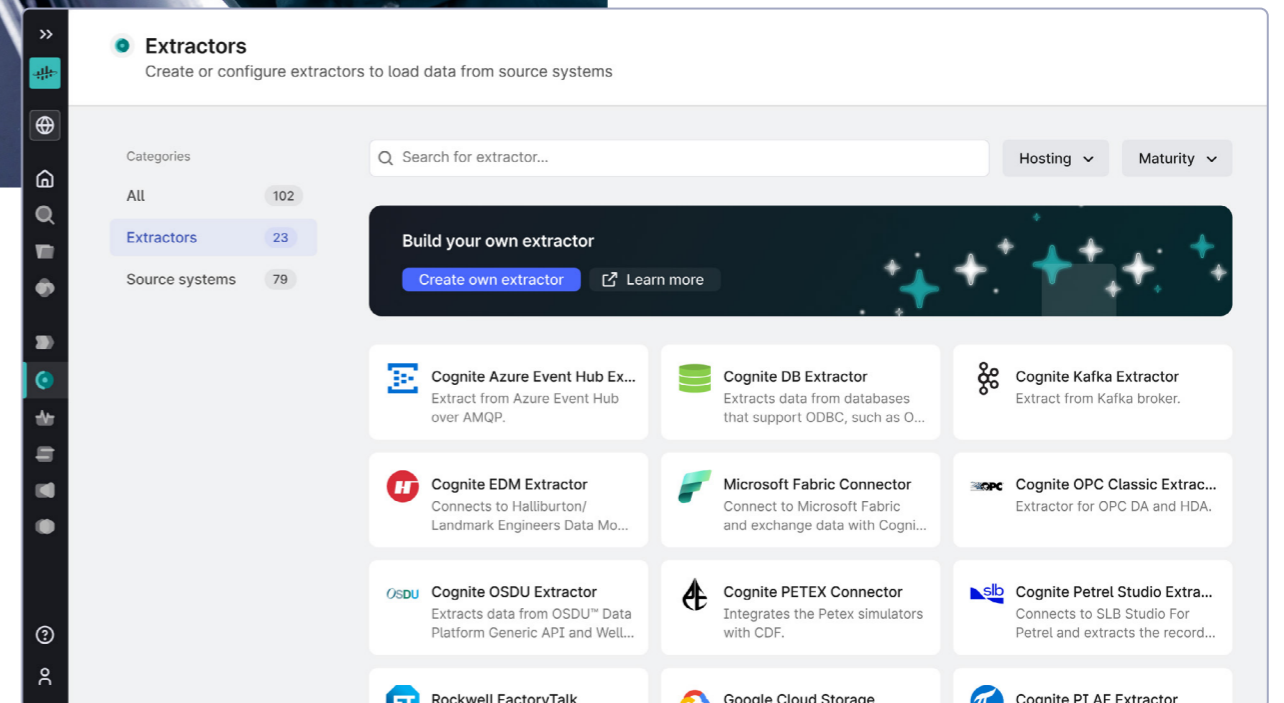 Extractors
Create or configure extractors to load data from source systems
Categories
All 102
Extractors 23
Source systems 79
Search for extractor...
Hosting
Maturity
Build your own extractor
Create own extractor
Learn more
Cognite Azure Event Hub Ex...
Extract from Azure Event Hub
over AMQP.
Cognite DB Extractor
Extracts data from databases
that support ODBC, such as O...
Cognite Kafka Extractor
Extract from Kafka broker.
H
Cognite EDM Extractor
Connects to Halliburton/
Landmark Engineers Data Mo...
Microsoft Fabric Connector
Connect to Microsoft Fabric
and exchange data with Cogni...
OPC
Cognite OPC Classic Extrac...
Extractor for OPC DA and HDA.
OSDU
Cognite OSDU Extractor
Extracts data from OSDU™ Data
Platform Generic API and Well...
Cognite PETEX Connector
Integrates the Petex simulators
with CDF.
slb
Cognite Petrel Studio Extra...
Connects to SLB Studio For
Petrel and extracts the record...
Rockwell FactoryTalk
Google Cloud Storage
Cognite PI AF Extractor